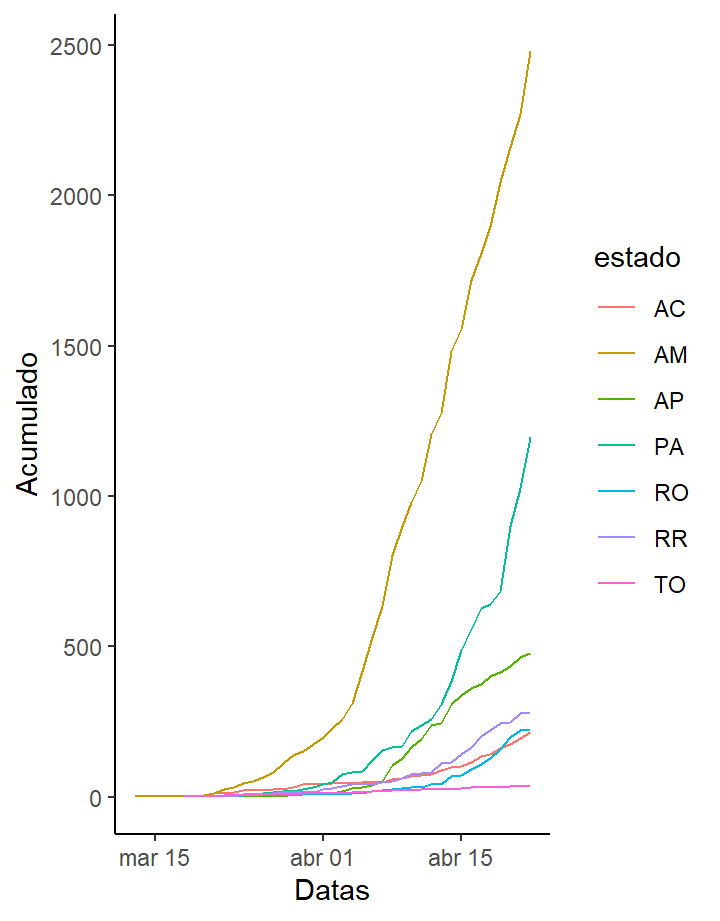 2500
2000
1500
1000
500
0
Acumulado
mar 15
abr 01
abr 15
Datas
estado
AC
AM
AP
PA
RO
RR
TO